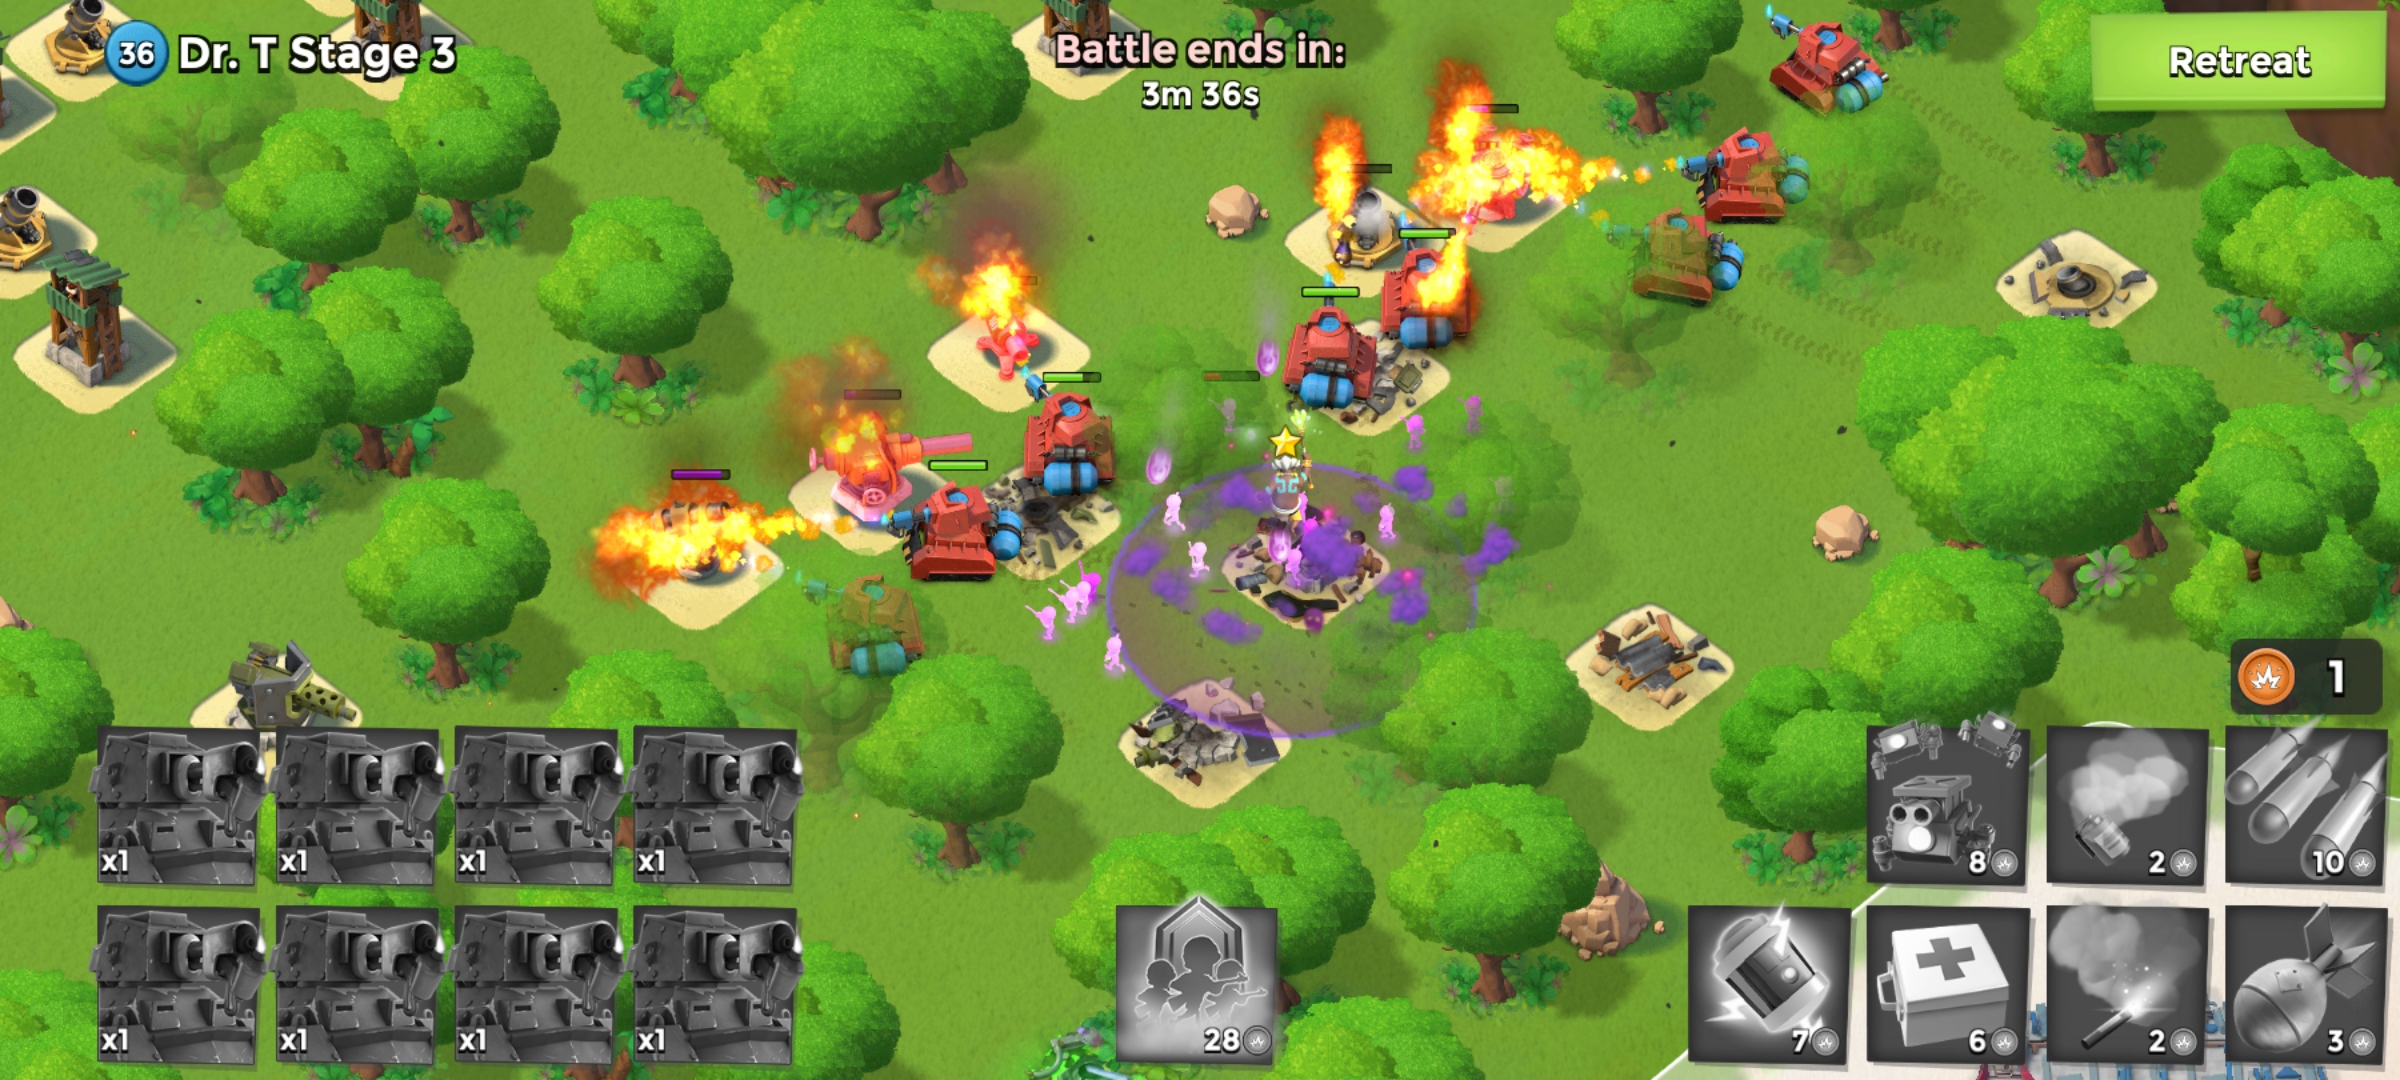 36 Dr. T Stage 3
Battle ends in:
3m 36s
Retreat
52
1
x1 x1 x1 x1
8 2 10
x1 x1 x1 x1
28
7 6 2 3